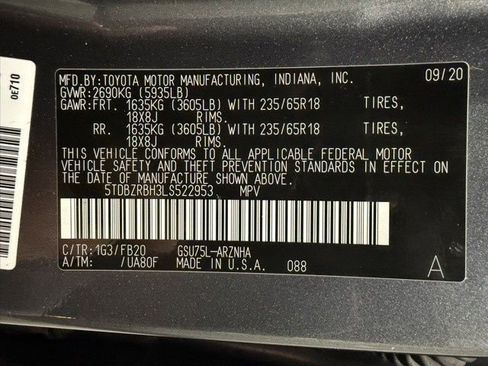 0E710
MFD.BY:TOYOTA MOTOR MANUFACTURING, INDIANA, INC. 09/20
GVWR:2690KG (5935LB)
GAWR:FRT. 1635KG (3605LB) WITH 235/65R18 TIRES,
18X8J RIMS.
RR. 1635KG (3605LB) WITH 235/65R18 TIRES,
18X8J RIMS.
THIS VEHICLE CONFORMS TO ALL APPLICABLE FEDERAL MOTOR
VEHICLE SAFETY AND THEFT PREVENTION STANDARDS IN EFFECT ON
THE DATE OF MANUFACTURE SHOWN ABOVE.
5TDBZRBH3LS522953 MPV
C/TR:1G3/FB20 GSU75L-ARZNHA
A/TM: /UA80F MADE IN U.S.A. 088 A